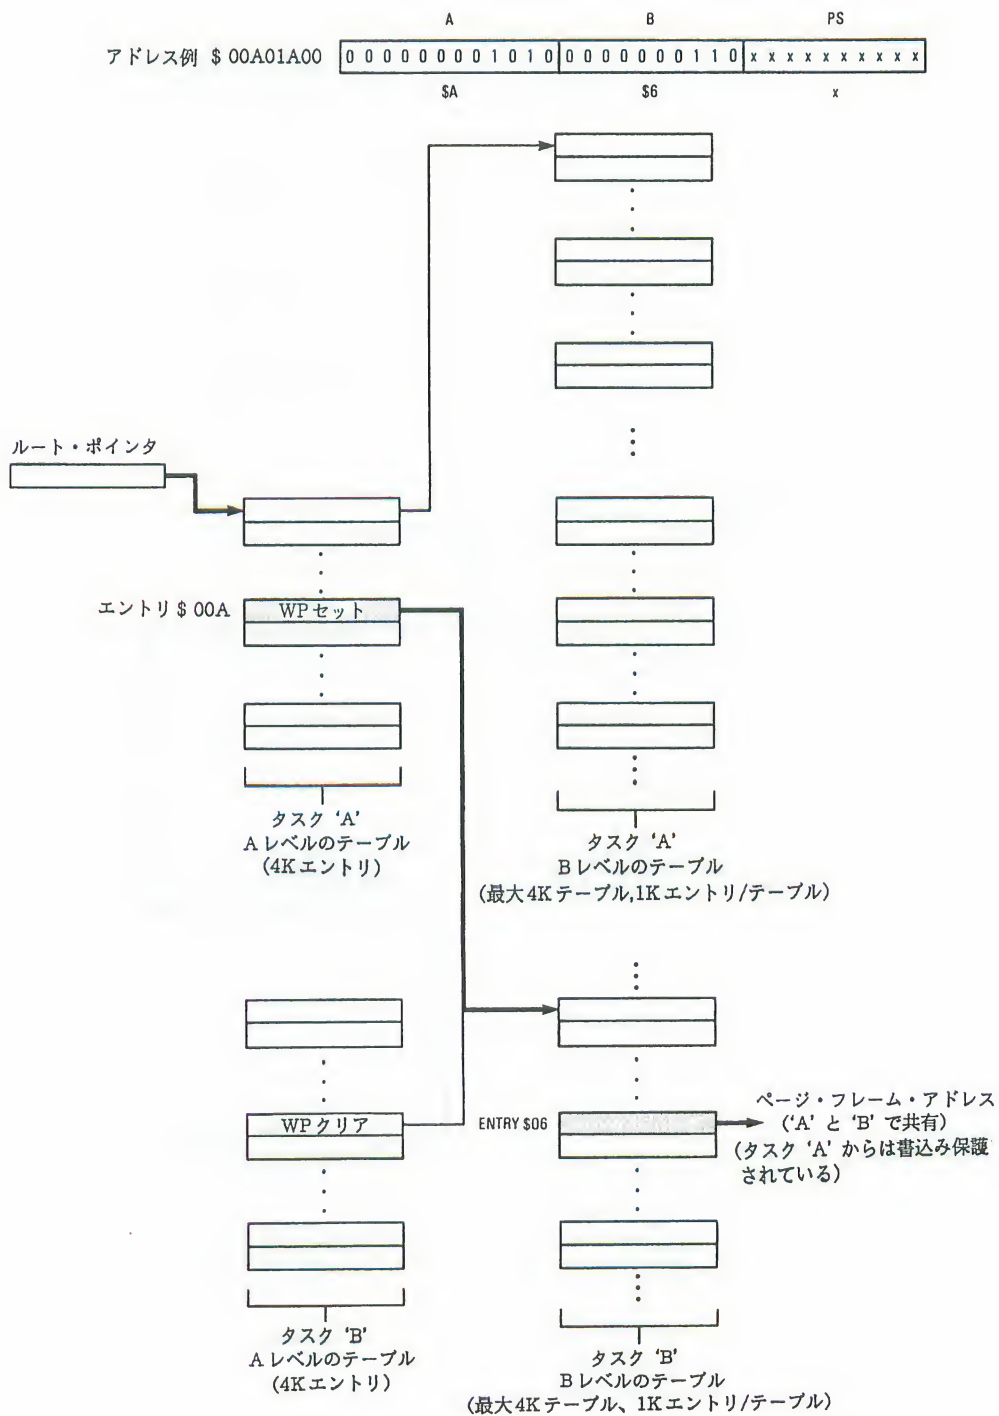 A B PS
アドレス例 $ 00A01A00 0 0 0 0 0 0 0 0 1 0 1 0 0 0 0 0 0 0 0 1 1 0 x x x x x x x x x x
$A $6 x
ルート・ポインタ
エントリ $ 00A
WPセット
タスク 'A'
Aレベルのテーブル
(4Kエントリ)
タスク 'A'
Bレベルのテーブル
(最大4Kテーブル,1Kエントリ/テーブル)
WPクリア
ENTRY $06
ページ・フレーム・アドレス
('A' と 'B' で共有)
(タスク 'A' からは書込み保護
されている)
タスク 'B'
Aレベルのテーブル
(4Kエントリ)
タスク 'B'
Bレベルのテーブル
(最大4Kテーブル、1Kエントリ/テーブル)